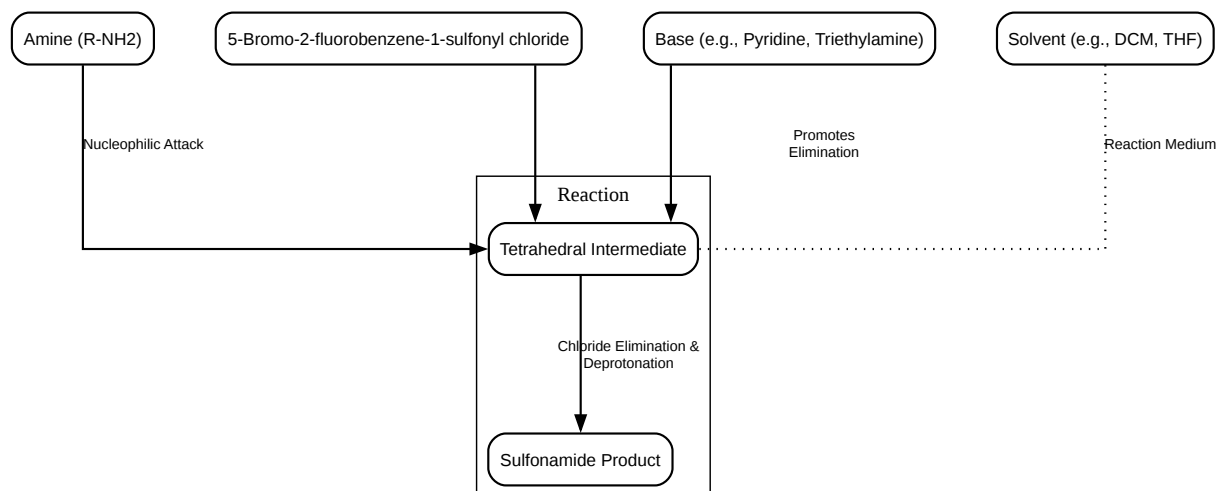 Amine (R-NH2)
5-Bromo-2-fluorobenzene-1-sulfonyl chloride
Base (e.g., Pyridine, Triethylamine)
Solvent (e.g., DCM, THF)
Nucleophilic Attack
Promotes
Elimination
Reaction Medium
Reaction
Tetrahedral Intermediate
Chloride Elimination &
Deprotonation
Sulfonamide Product